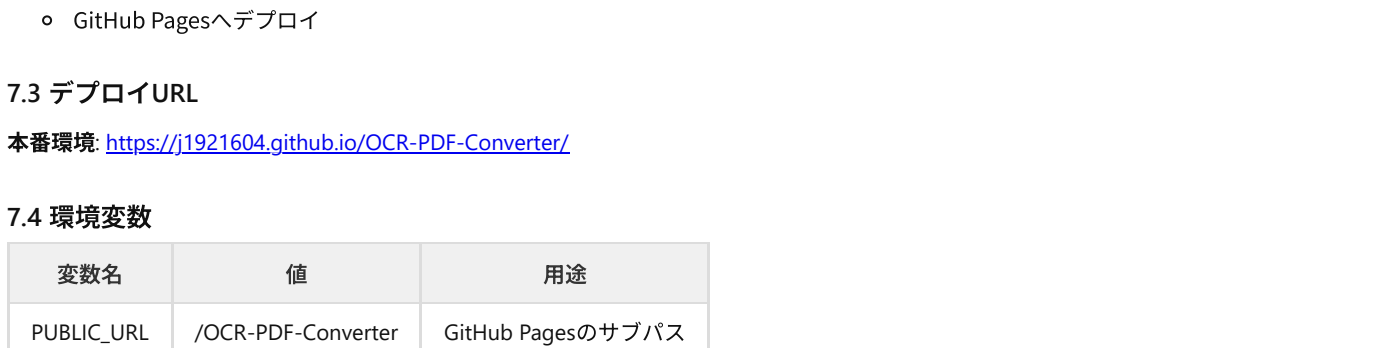 GitHub Pagesへデプロイ
7.3 デプロイURL
本番環境: https://j1921604.github.io/OCR-PDF-Converter/
7.4 環境変数
変数名 値 用途
PUBLIC_URL /OCR-PDF-Converter GitHub Pagesのサブパス